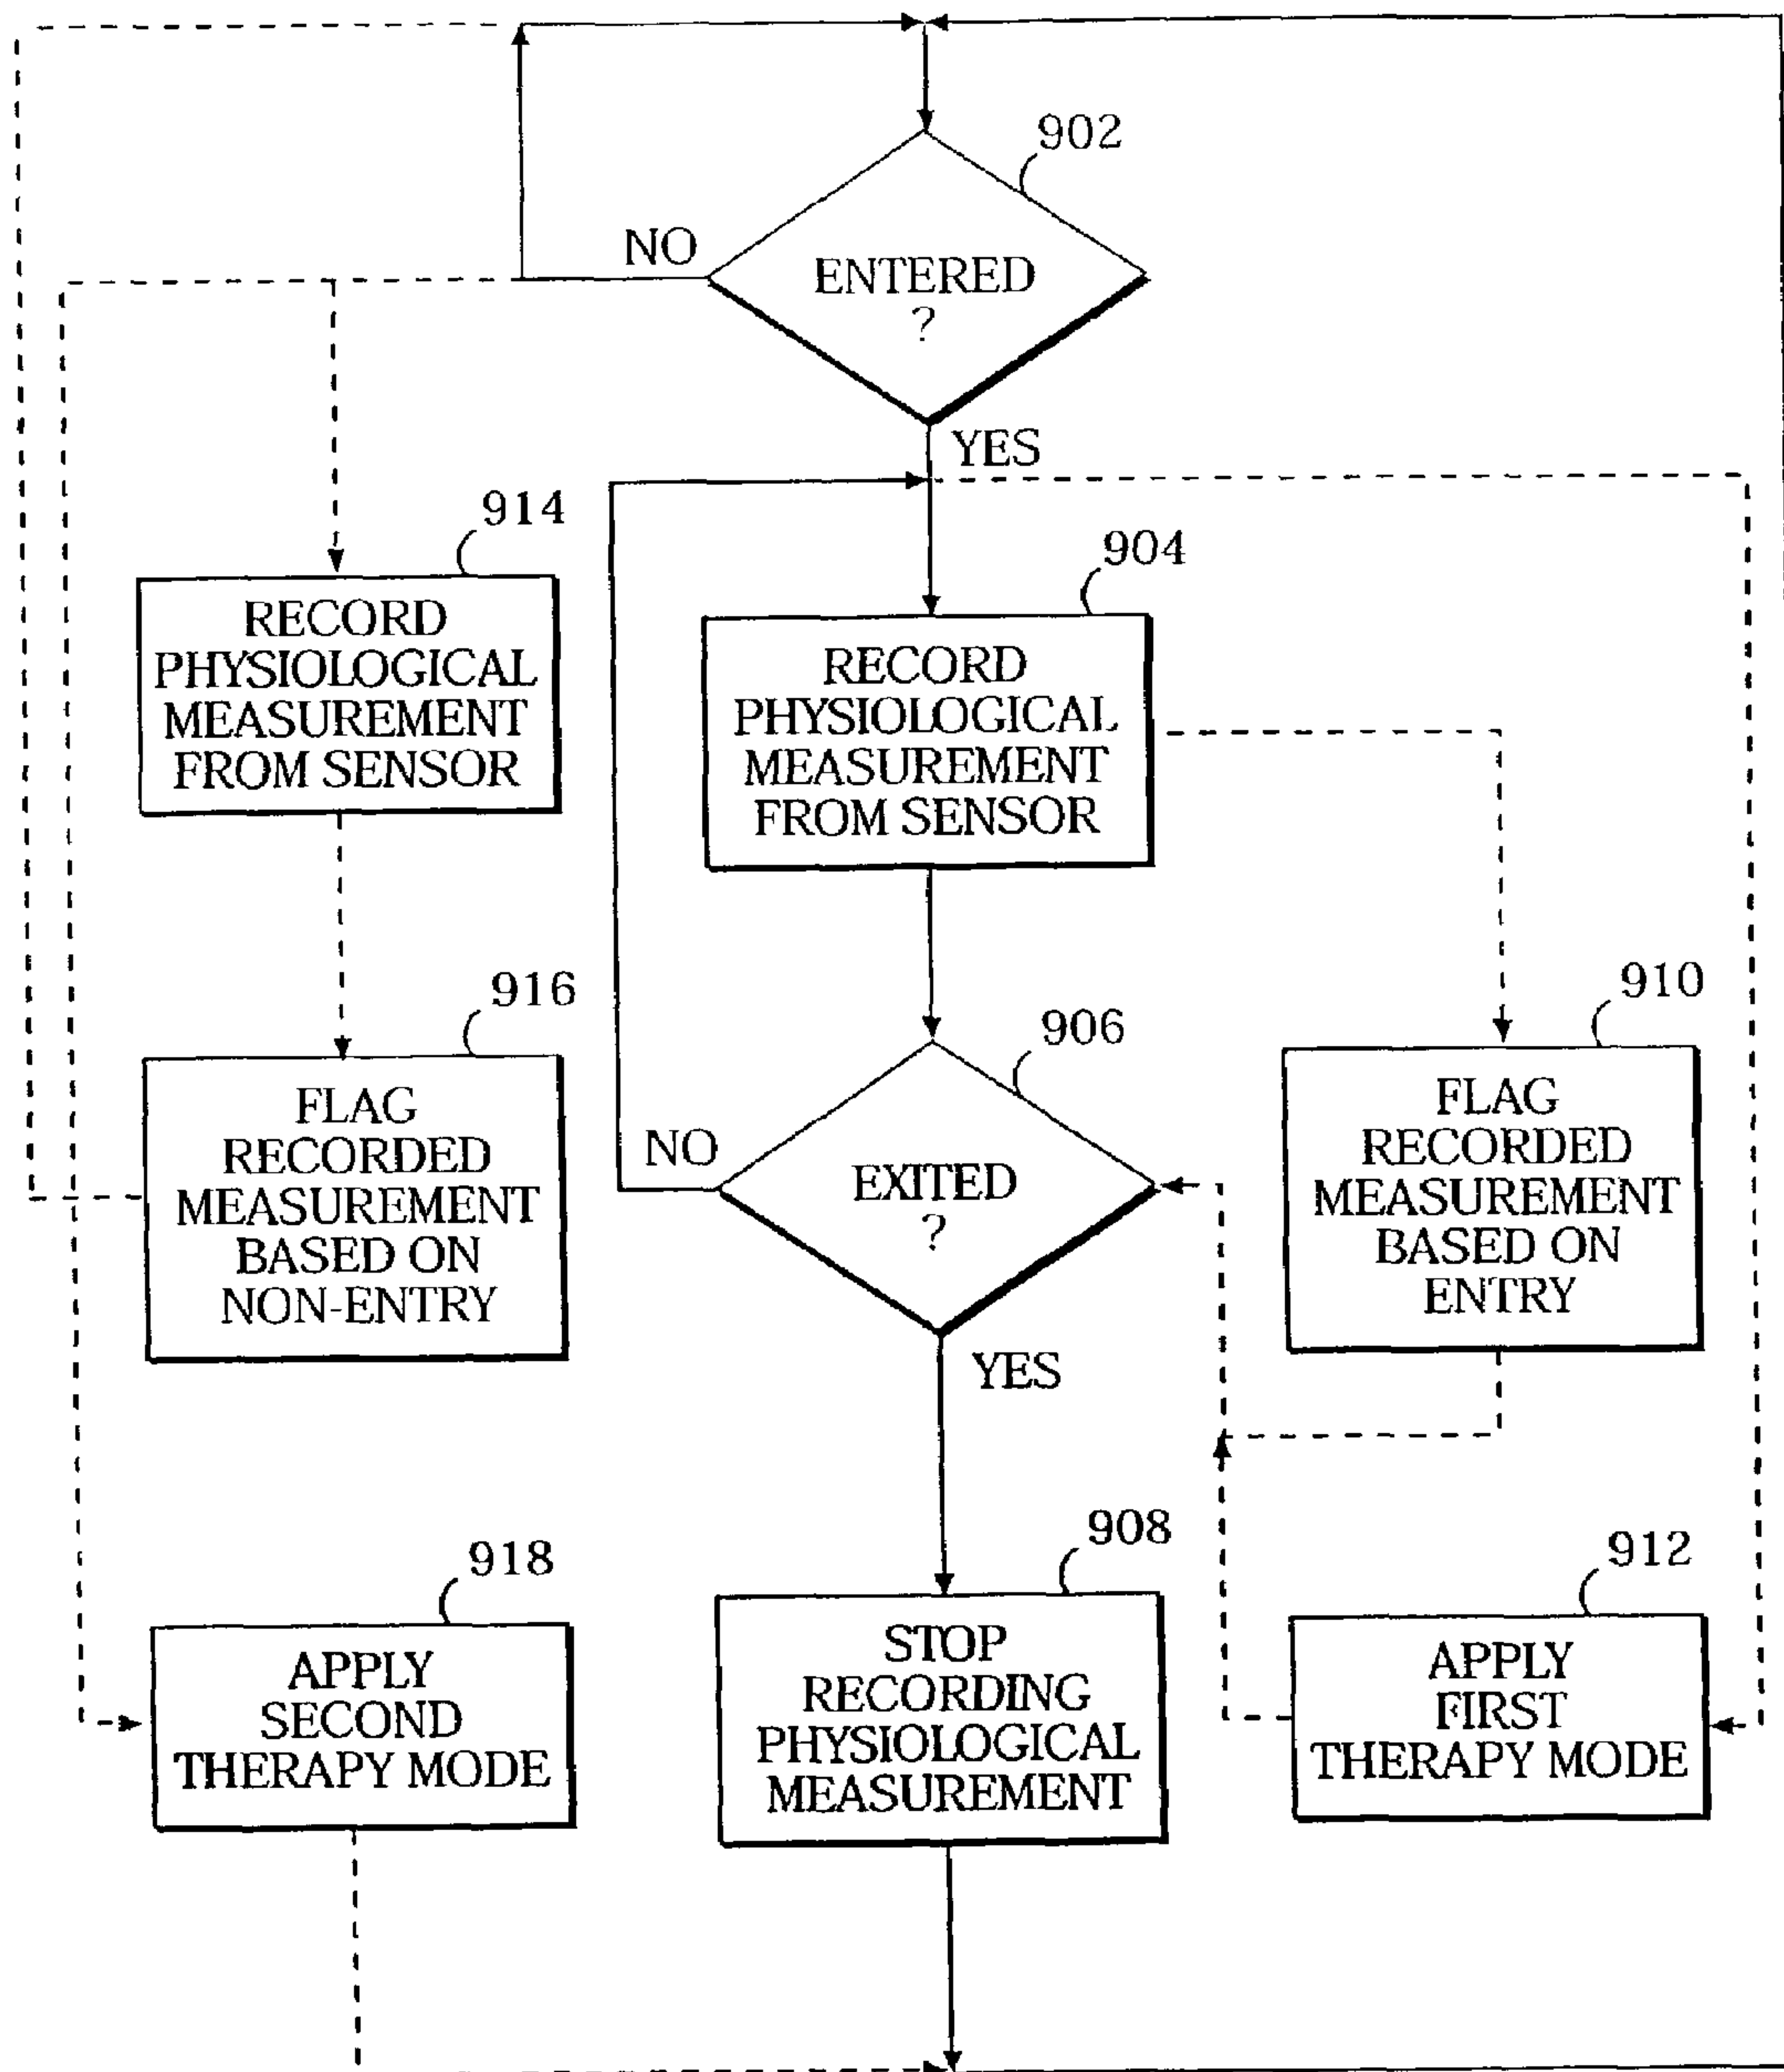 902
NO
ENTERED
?
YES
914
RECORD
PHYSIOLOGICAL
MEASUREMENT
FROM SENSOR
904
RECORD
PHYSIOLOGICAL
MEASUREMENT
FROM SENSOR
916
FLAG
RECORDED
MEASUREMENT
BASED ON
NON-ENTRY
906
NO
EXITED
?
YES
910
FLAG
RECORDED
MEASUREMENT
BASED ON
ENTRY
918
APPLY
SECOND
THERAPY MODE
908
STOP
RECORDING
PHYSIOLOGICAL
MEASUREMENT
912
APPLY
FIRST
THERAPY MODE